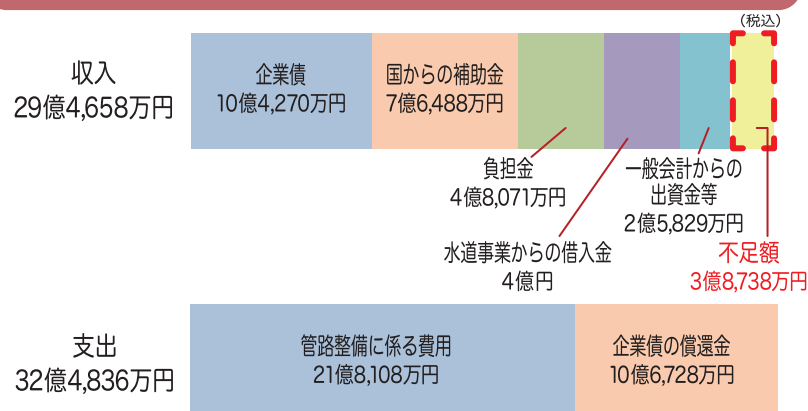 （税込）
収入
29億4,658万円
企業債
10億4,270万円
国からの補助金
7億6,488万円
負担金
4億8,071万円
一般会計からの
出資金等
2億5,829万円
水道事業からの借入金
4億円
不足額
3億8,738万円
支出
32億4,836万円
管路整備に係る費用
21億8,108万円
企業債の償還金
10億6,728万円